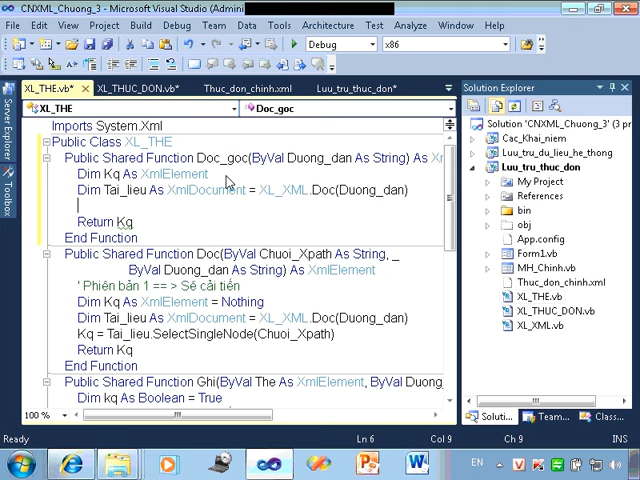 CNXML_Chuong_3 - Microsoft Visual Studio (Admini
File Edit View Project Build Debug Team Data Tools Architecture Test Analyze Window Help
Debug x86
Server Explorer
Toolbox
XL_THE.vb* XL_THUC_DON.vb* Thuc_don_chinh.xml Luu_tru_thuc_don*
XL_THE Doc_goc
Imports System.Xml
Public Class XL_THE
Public Shared Function Doc_goc(ByVal Duong_dan As String) As Xm
Dim Kq As XmlElement
Dim Tai_lieu As XmlDocument = XL_XML.Doc(Duong_dan)
Return Kq
End Function
Public Shared Function Doc(ByVal Chuoi_Xpath As String, _
ByVal Duong_dan As String) As XmlElement
' Phiên bản 1 == > Sẽ cải tiến
Dim Kq As XmlElement = Nothing
Dim Tai_lieu As XmlDocument = XL_XML.Doc(Duong_dan)
Kq = Tai_lieu.SelectSingleNode(Chuoi_Xpath)
Return Kq
End Function
Public Shared Function Ghi(ByVal The As XmlElement, ByVal Duong_
Dim kq As Boolean = True
100 %
Solution Explorer
Solution 'CNXML_Chuong_3' (3 p
Cac_Khai_niem
Luu_tru_du_lieu_he_thong
Luu_tru_thuc_don
My Project
References
bin
obj
App.config
Form1.vb
MH_Chinh.vb
Thuc_don_chinh.xml
XL_THE.vb
XL_THUC_DON.vb
XL_XML.vb
Soluti... Team... Class...
Ready Ln 6 Col 9 Ch 9 INS
EN